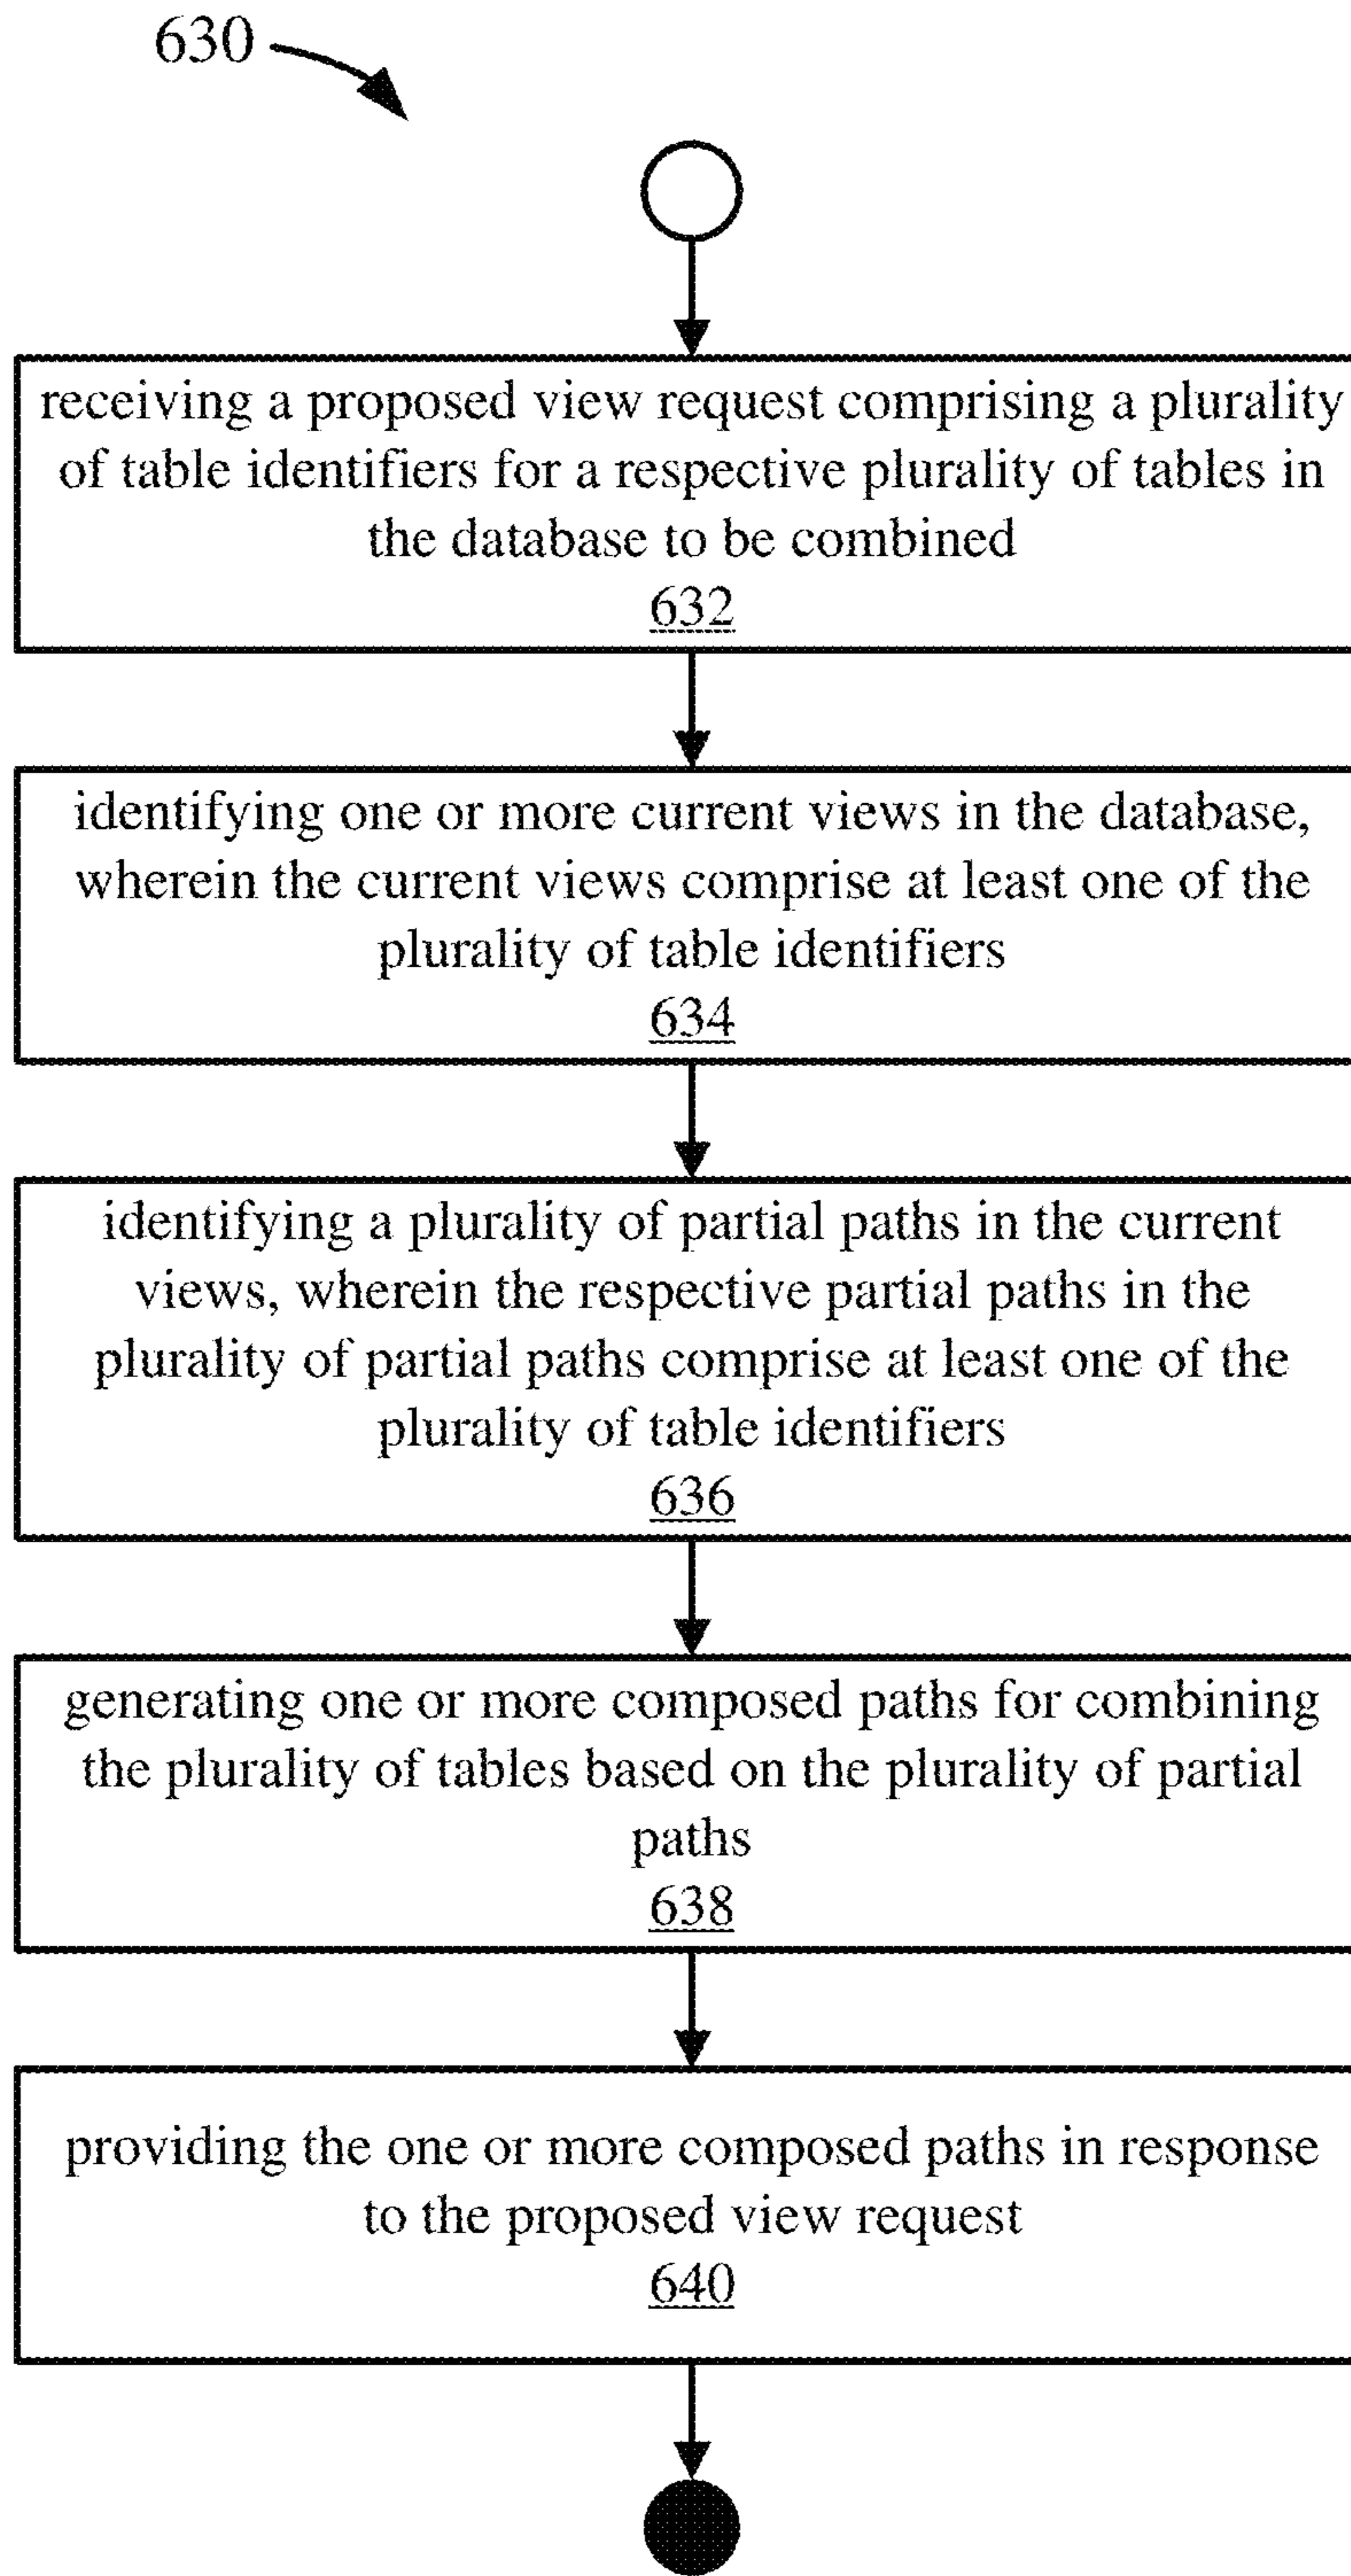 630
receiving a proposed view request comprising a plurality
of table identifiers for a respective plurality of tables in
the database to be combined
632
identifying one or more current views in the database,
wherein the current views comprise at least one of the
plurality of table identifiers
634
identifying a plurality of partial paths in the current
views, wherein the respective partial paths in the
plurality of partial paths comprise at least one of the
plurality of table identifiers
636
generating one or more composed paths for combining
the plurality of tables based on the plurality of partial
paths
638
providing the one or more composed paths in response
to the proposed view request
640